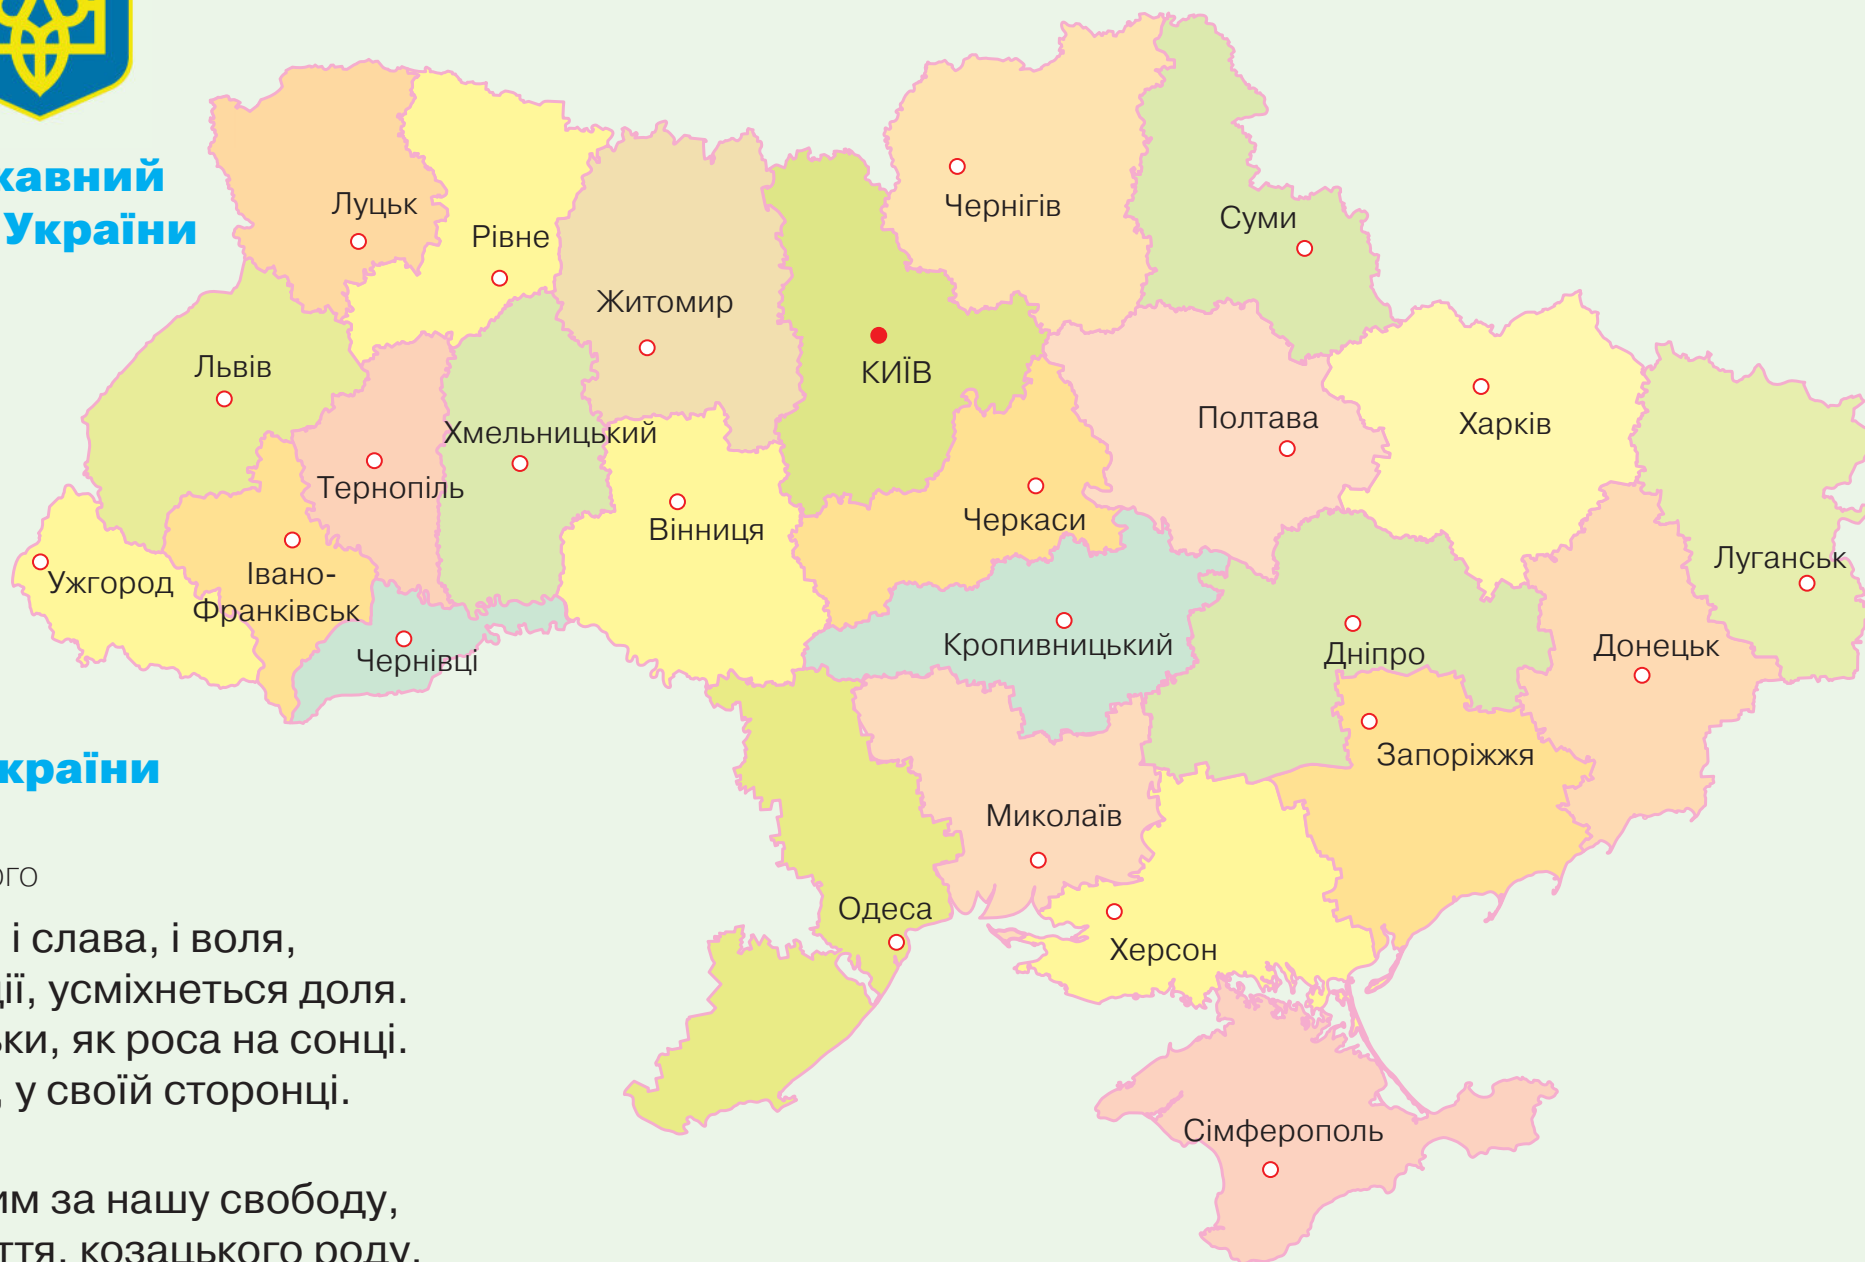 жавний
України
країни
ого
і слава, і воля,
дії, усміхнеться доля.
ьки, як роса на сонці.
, у своїй сторонці.
им за нашу свободу,
ття, козацького роду.
Луцьк
Рівне
Житомир
КИЇВ
Чернігів
Суми
Львів
Тернопіль
Хмельницький
Вінниця
Черкаси
Полтава
Харків
Луганськ
Ужгород
Івано-
Франківськ
Чернівці
Кропивницький
Дніпро
Донецьк
Запоріжжя
Миколаїв
Одеса
Херсон
Сімферополь